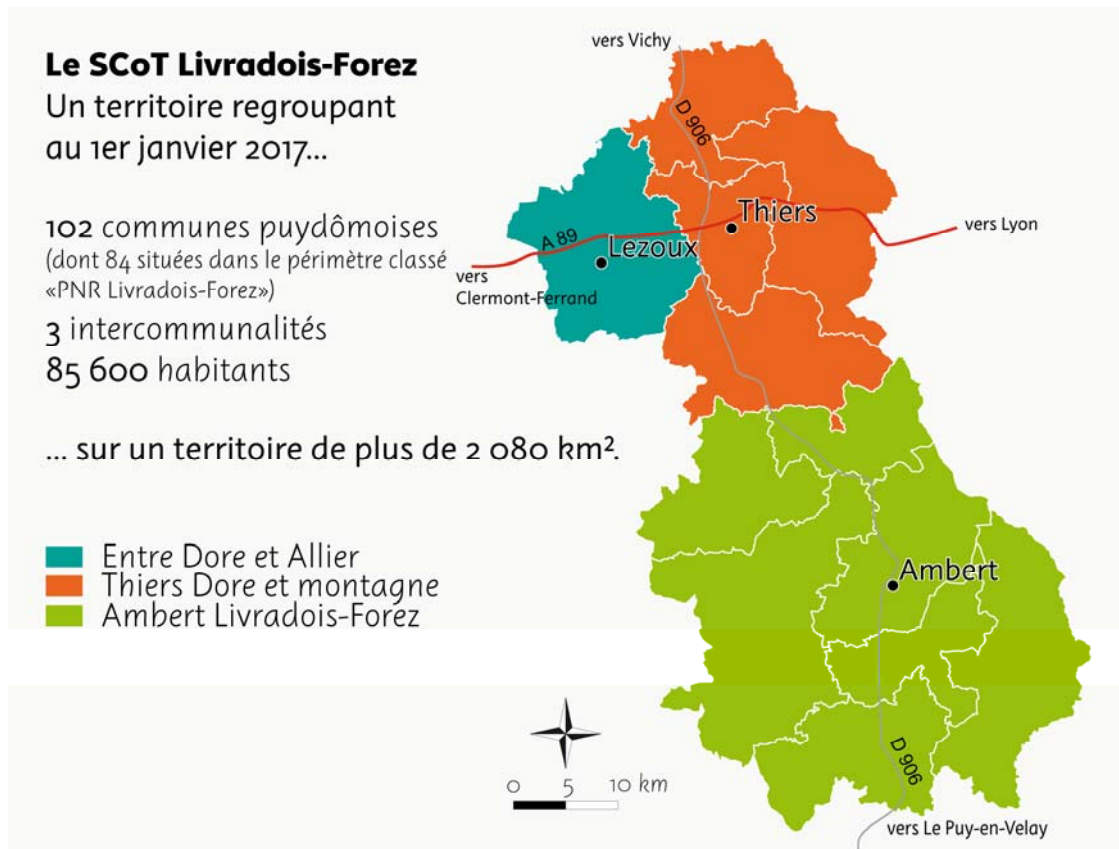 Le SCoT Livradois-Forez
Un territoire regroupant
au 1er janvier 2017...
102 communes puydômoises
(dont 84 situées dans le périmètre classé
«PNR Livradois-Forez»)
3 intercommunalités
85 600 habitants
... sur un territoire de plus de 2 080 km².
Entre Dore et Allier
Thiers Dore et montagne
Ambert Livradois-Forez
vers Vichy
D 906
Thiers
vers Lyon
A 89
Lezoux
vers
Clermont-Ferrand
Ambert
0 5 10 km
D 906
vers Le Puy-en-Velay